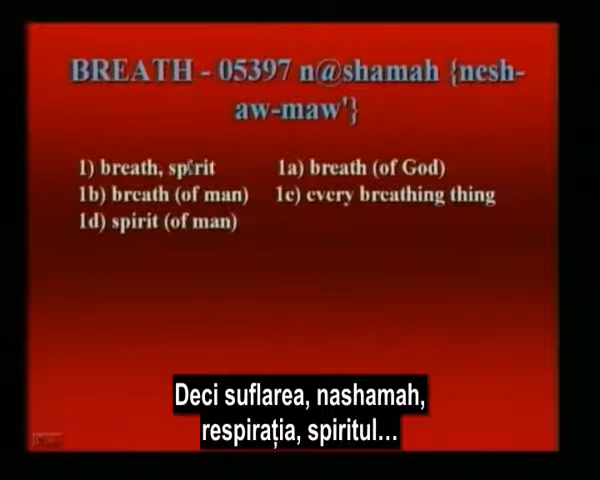 BREATH - 05397 n@shamah {nesh-
aw-maw'}
1) breath, spirit 1a) breath (of God)
1b) breath (of man) 1c) every breathing thing
1d) spirit (of man)
Deci suflarea, nashamah,
respirația, spiritul...